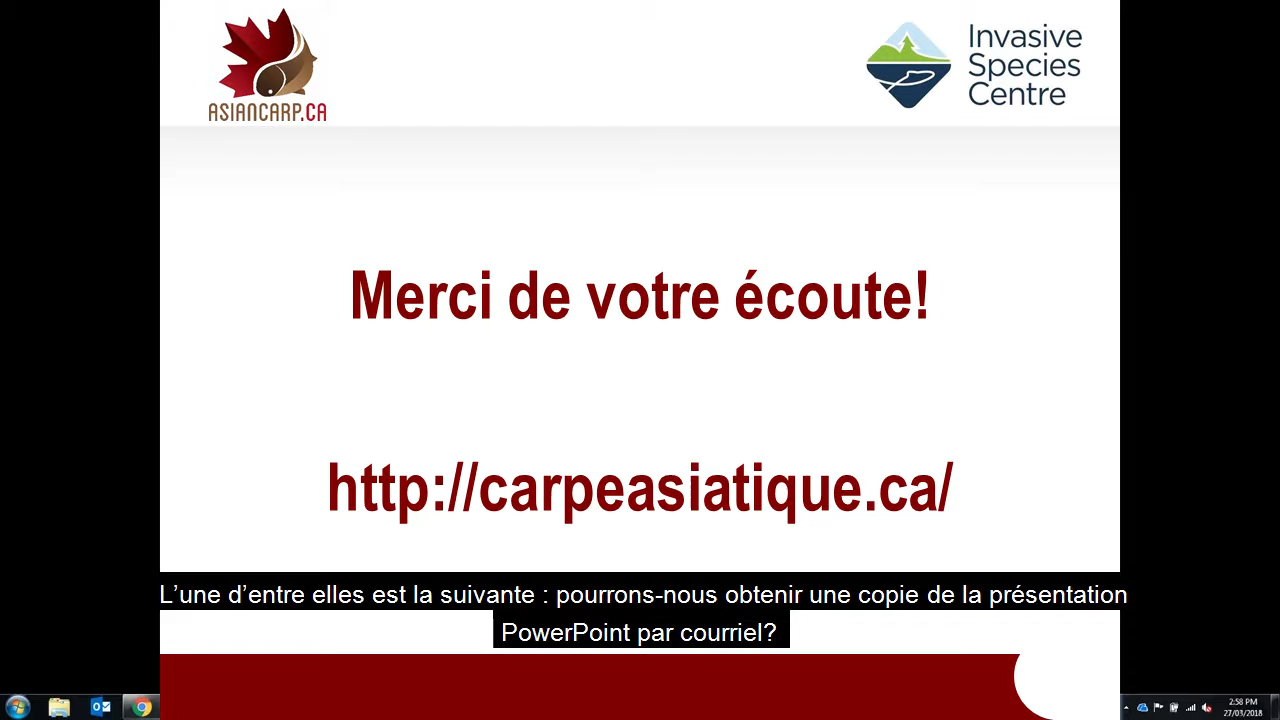 ASIANCARP.CA
Invasive
Species
Centre
Merci de votre écoute!
http://carpeasiatique.ca/
L’une d’entre elles est la suivante : pourrons-nous obtenir une copie de la présentation
PowerPoint par courriel?
2:58 PM
27/03/2018